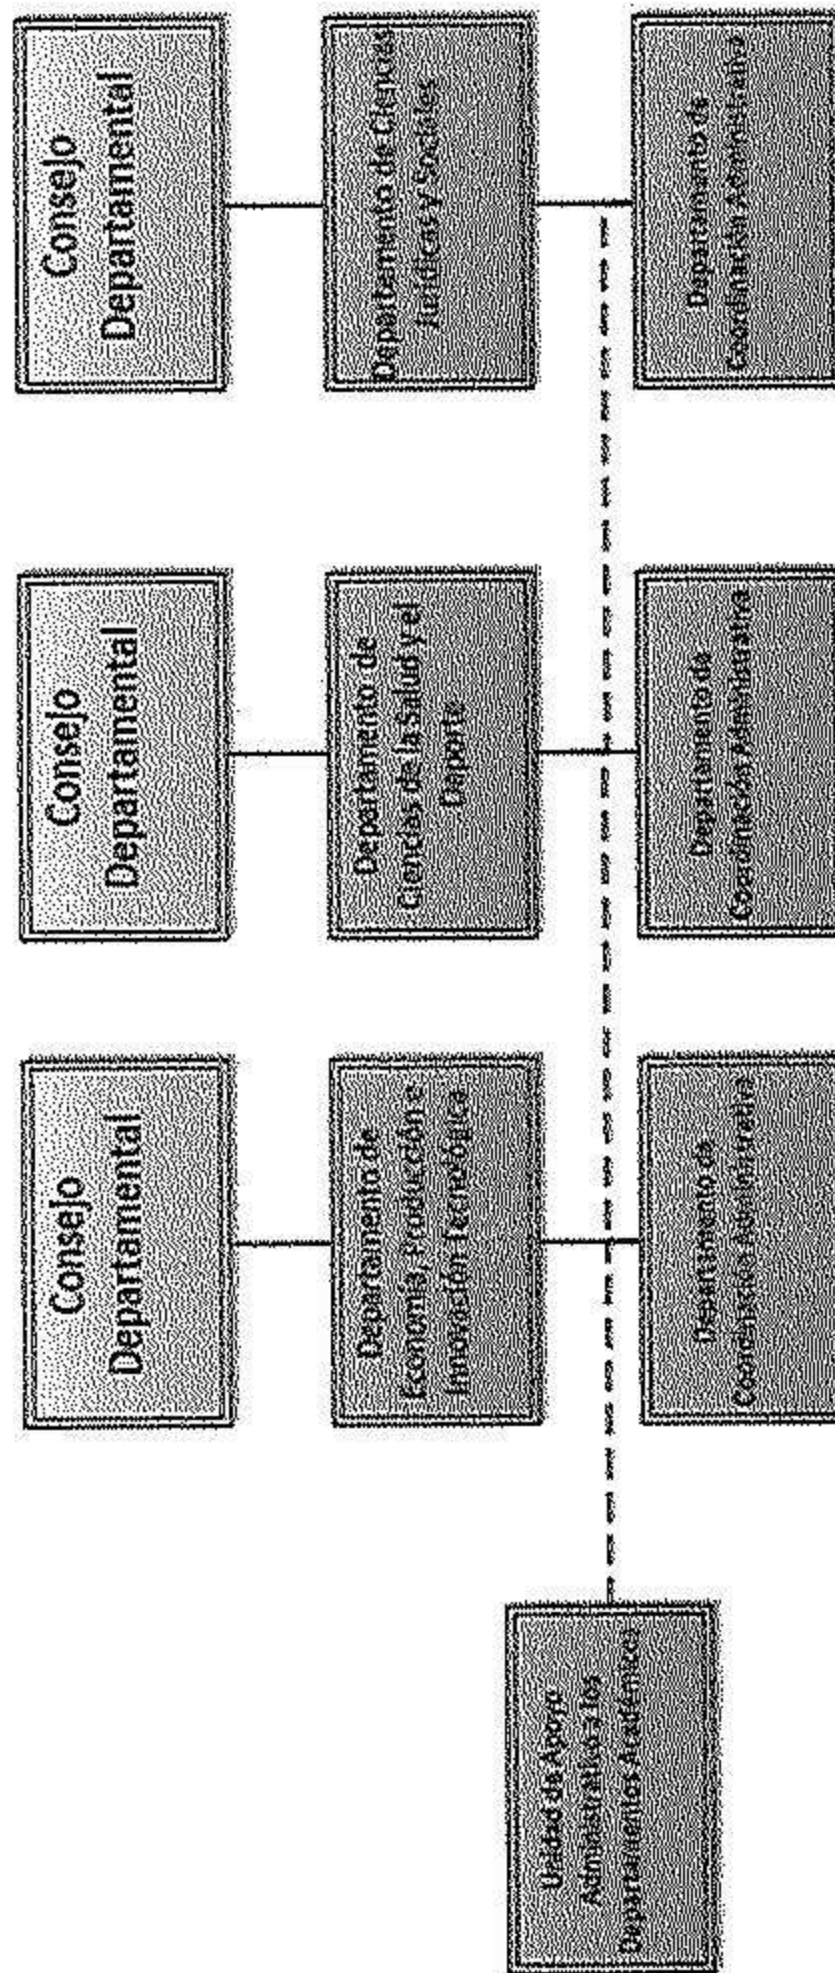 Consejo
Departamental
Consejo
Departamental
Consejo
Departamental
Departamento de
Economía, Producción e
Innovación Tecnológica
Departamento de
Ciencias de la Salud y el
Deporte
Departamento de Ciencias
Jurídicas y Sociales
Unidad de Apoyo
Administrativo a los
Departamentos Académicos
Departamento de
Coordinación Administrativa
Departamento de
Coordinación Administrativa
Departamento de
Coordinación Administrativa